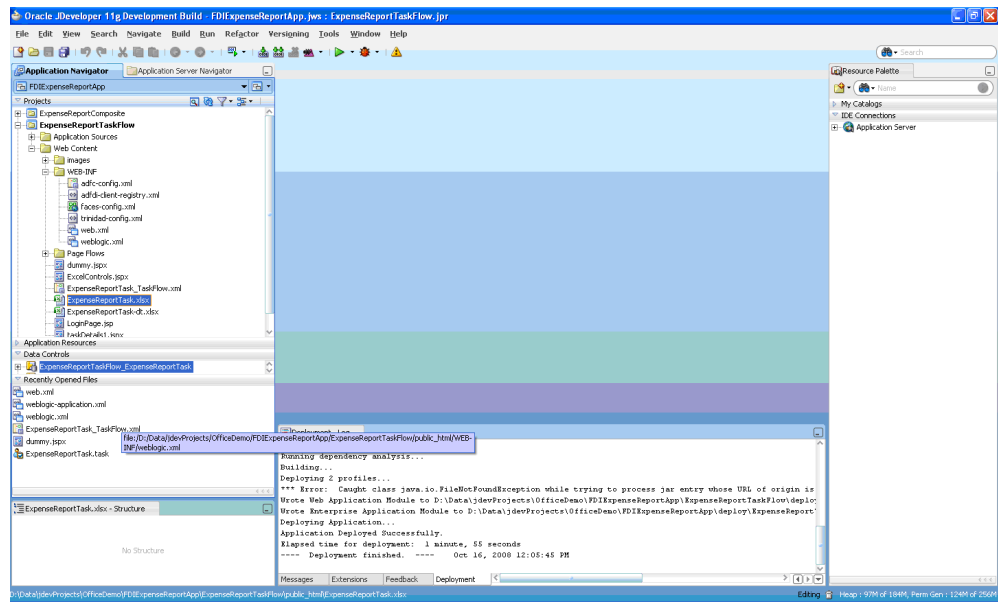 Oracle JDeveloper 11g Development Build - FDIExpenseReportApp.jws : ExpenseReportTaskFlow.jpr
File Edit View Search Navigate Build Run Refactor Versioning Tools Window Help
Search
Application Navigator
Application Server Navigator
FDIExpenseReportApp
Projects
ExpenseReportComposite
ExpenseReportTaskFlow
Application Sources
Web Content
images
WEB-INF
adfc-config.xml
adfdi-client-registry.xml
faces-config.xml
trinidad-config.xml
web.xml
weblogic.xml
Page Flows
dummy.jspx
ExcelControls.jspx
ExpenseReportTask_TaskFlow.xml
ExpenseReportTask.xlsx
ExpenseReportTask-dt.xlsx
LoginPage.jsp
taskDetails1.jspx
Application Resources
Data Controls
ExpenseReportTaskFlow_ExpenseReportTask
Recently Opened Files
web.xml
weblogic-application.xml
weblogic.xml
ExpenseReportTask_TaskFlow.xml
dummy.jspx
ExpenseReportTask.task
file:/D:/Data/jdevProjects/OfficeDemo/FDIExpenseReportApp/ExpenseReportTaskFlow/public_html/WEB-
INF/weblogic.xml
ExpenseReportTask.xlsx - Structure
No Structure
Deployment - Log
Running dependency analysis...
Building...
Deploying 2 profiles...
*** Error: Caught class java.io.FileNotFoundException while trying to process jar entry whose URL of origin is
Wrote Web Application Module to D:\Data\jdevProjects\OfficeDemo\FDIExpenseReportApp\ExpenseReportTaskFlow\deploy
Wrote Enterprise Application Module to D:\Data\jdevProjects\OfficeDemo\FDIExpenseReportApp\deploy\ExpenseReport
Deploying Application...
Application Deployed Successfully.
Elapsed time for deployment: 1 minute, 55 seconds
---- Deployment finished. ---- Oct 16, 2008 12:05:45 PM
Messages Extensions Feedback Deployment
Resource Palette
Name
My Catalogs
IDE Connections
Application Server
D:\Data\jdevProjects\OfficeDemo\FDIExpenseReportApp\ExpenseReportTaskFlow\public_html\ExpenseReportTask.xlsx
Editing
Heap : 97M of 184M, Perm Gen : 124M of 256M